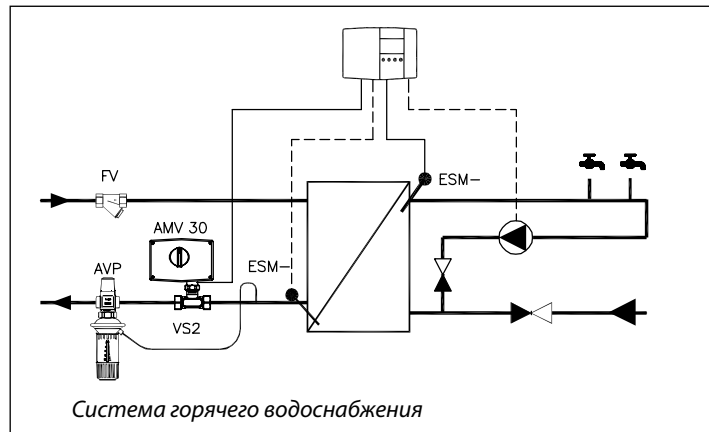 FV
ESM-
AMV 30
AVP
ESM-
VS2
Система горячего водоснабжения